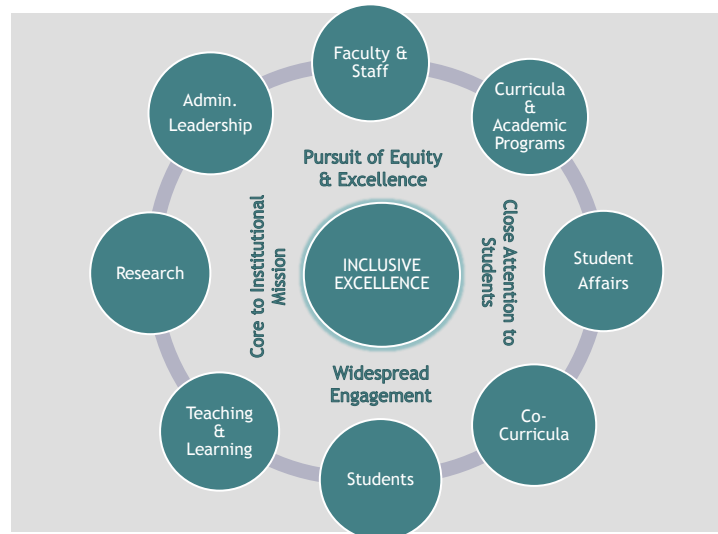 Faculty &
Staff
Curricula
&
Academic
Programs
Student
Affairs
Co-
Curricula
Students
Teaching
&
Learning
Research
Admin.
Leadership
Pursuit of Equity
& Excellence
Close Attention to
Students
Widespread
Engagement
Core to Institutional
Mission
INCLUSIVE
EXCELLENCE